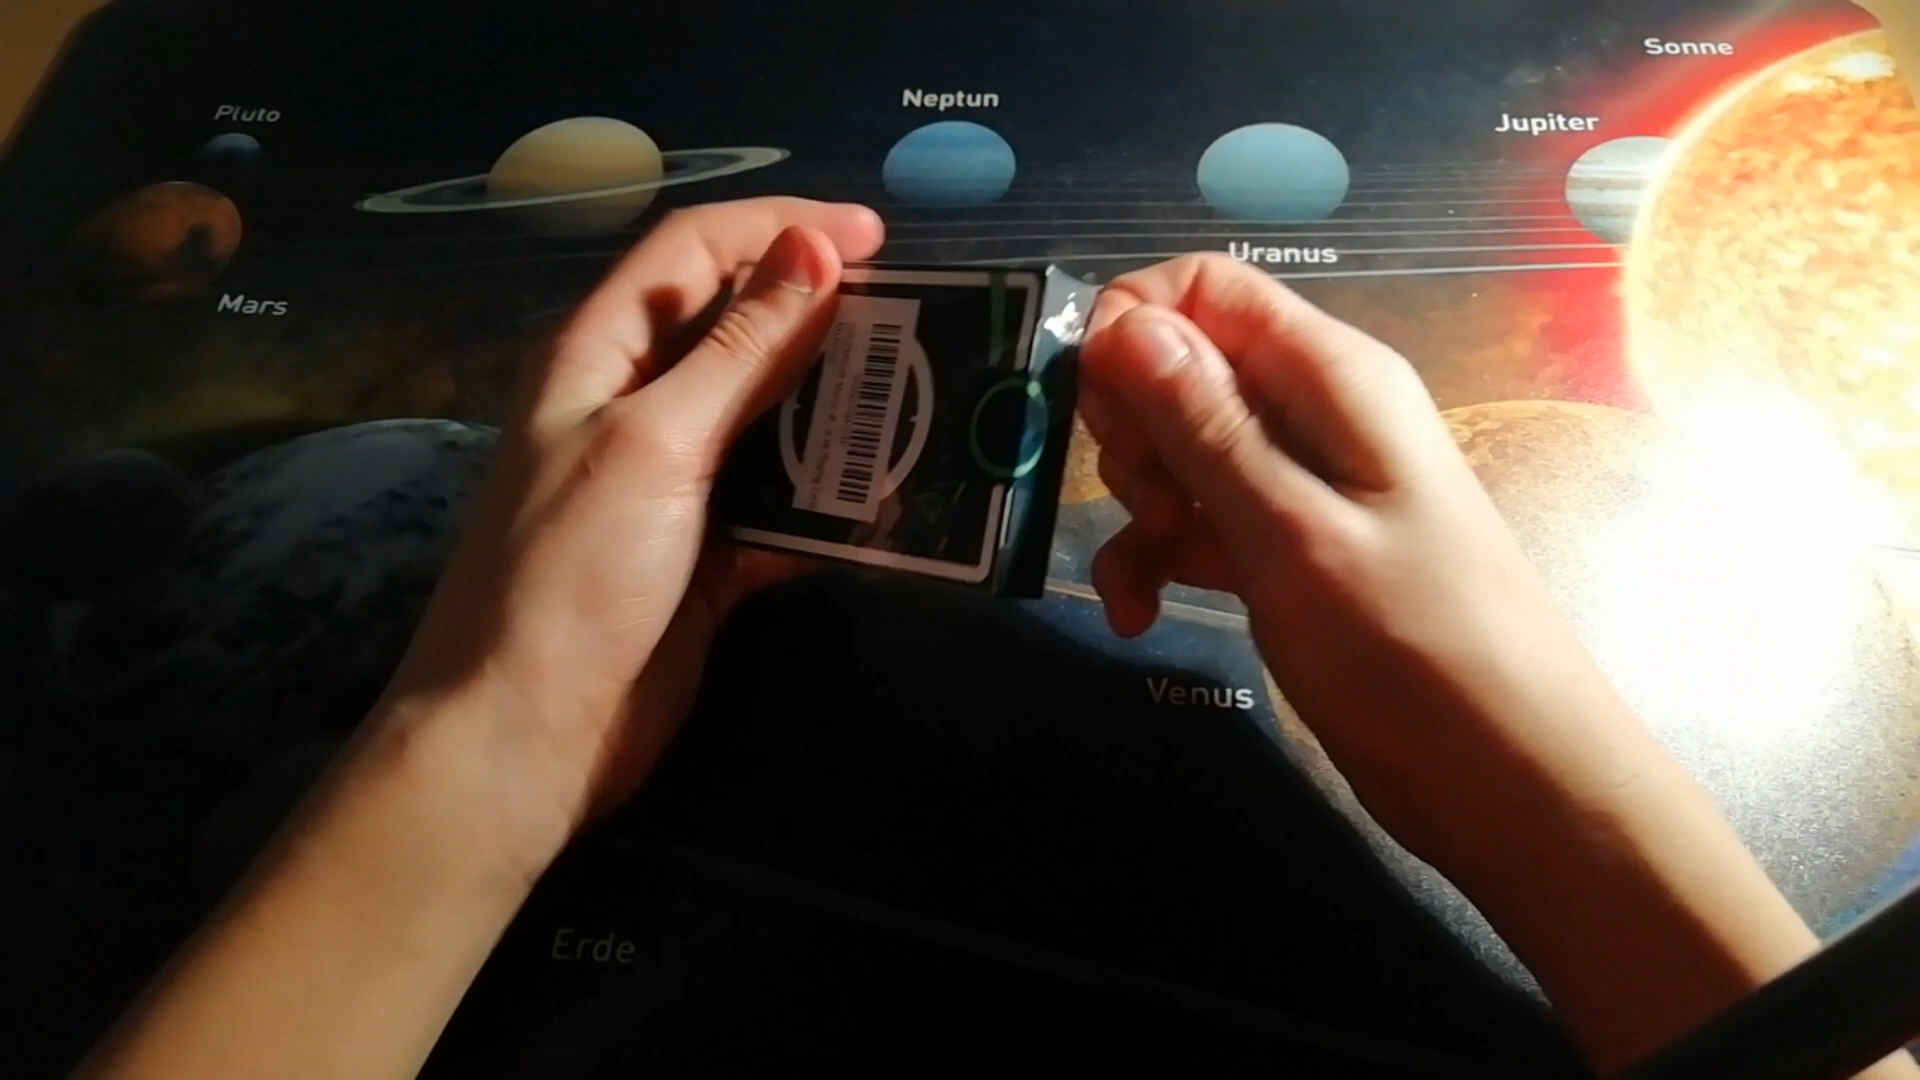 Sonne
Pluto
Neptun
Jupiter
Uranus
Mars
Venus
Erde